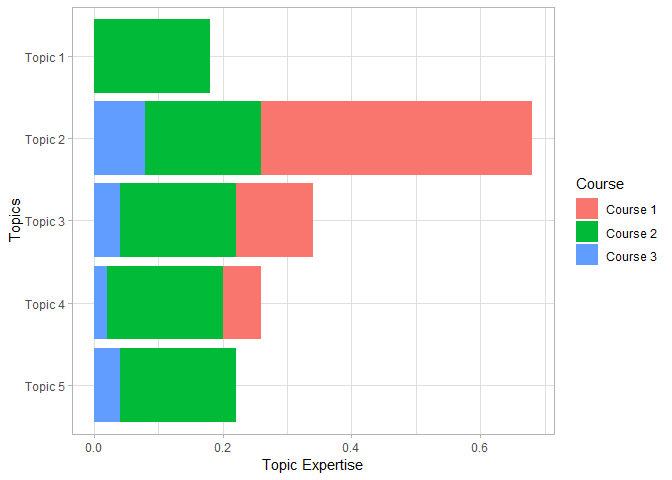 Topic 1
Topic 2
Topic 3
Topic 4
Topic 5
Topics
0.0 0.2 0.4 0.6
Topic Expertise
Course
Course 1
Course 2
Course 3